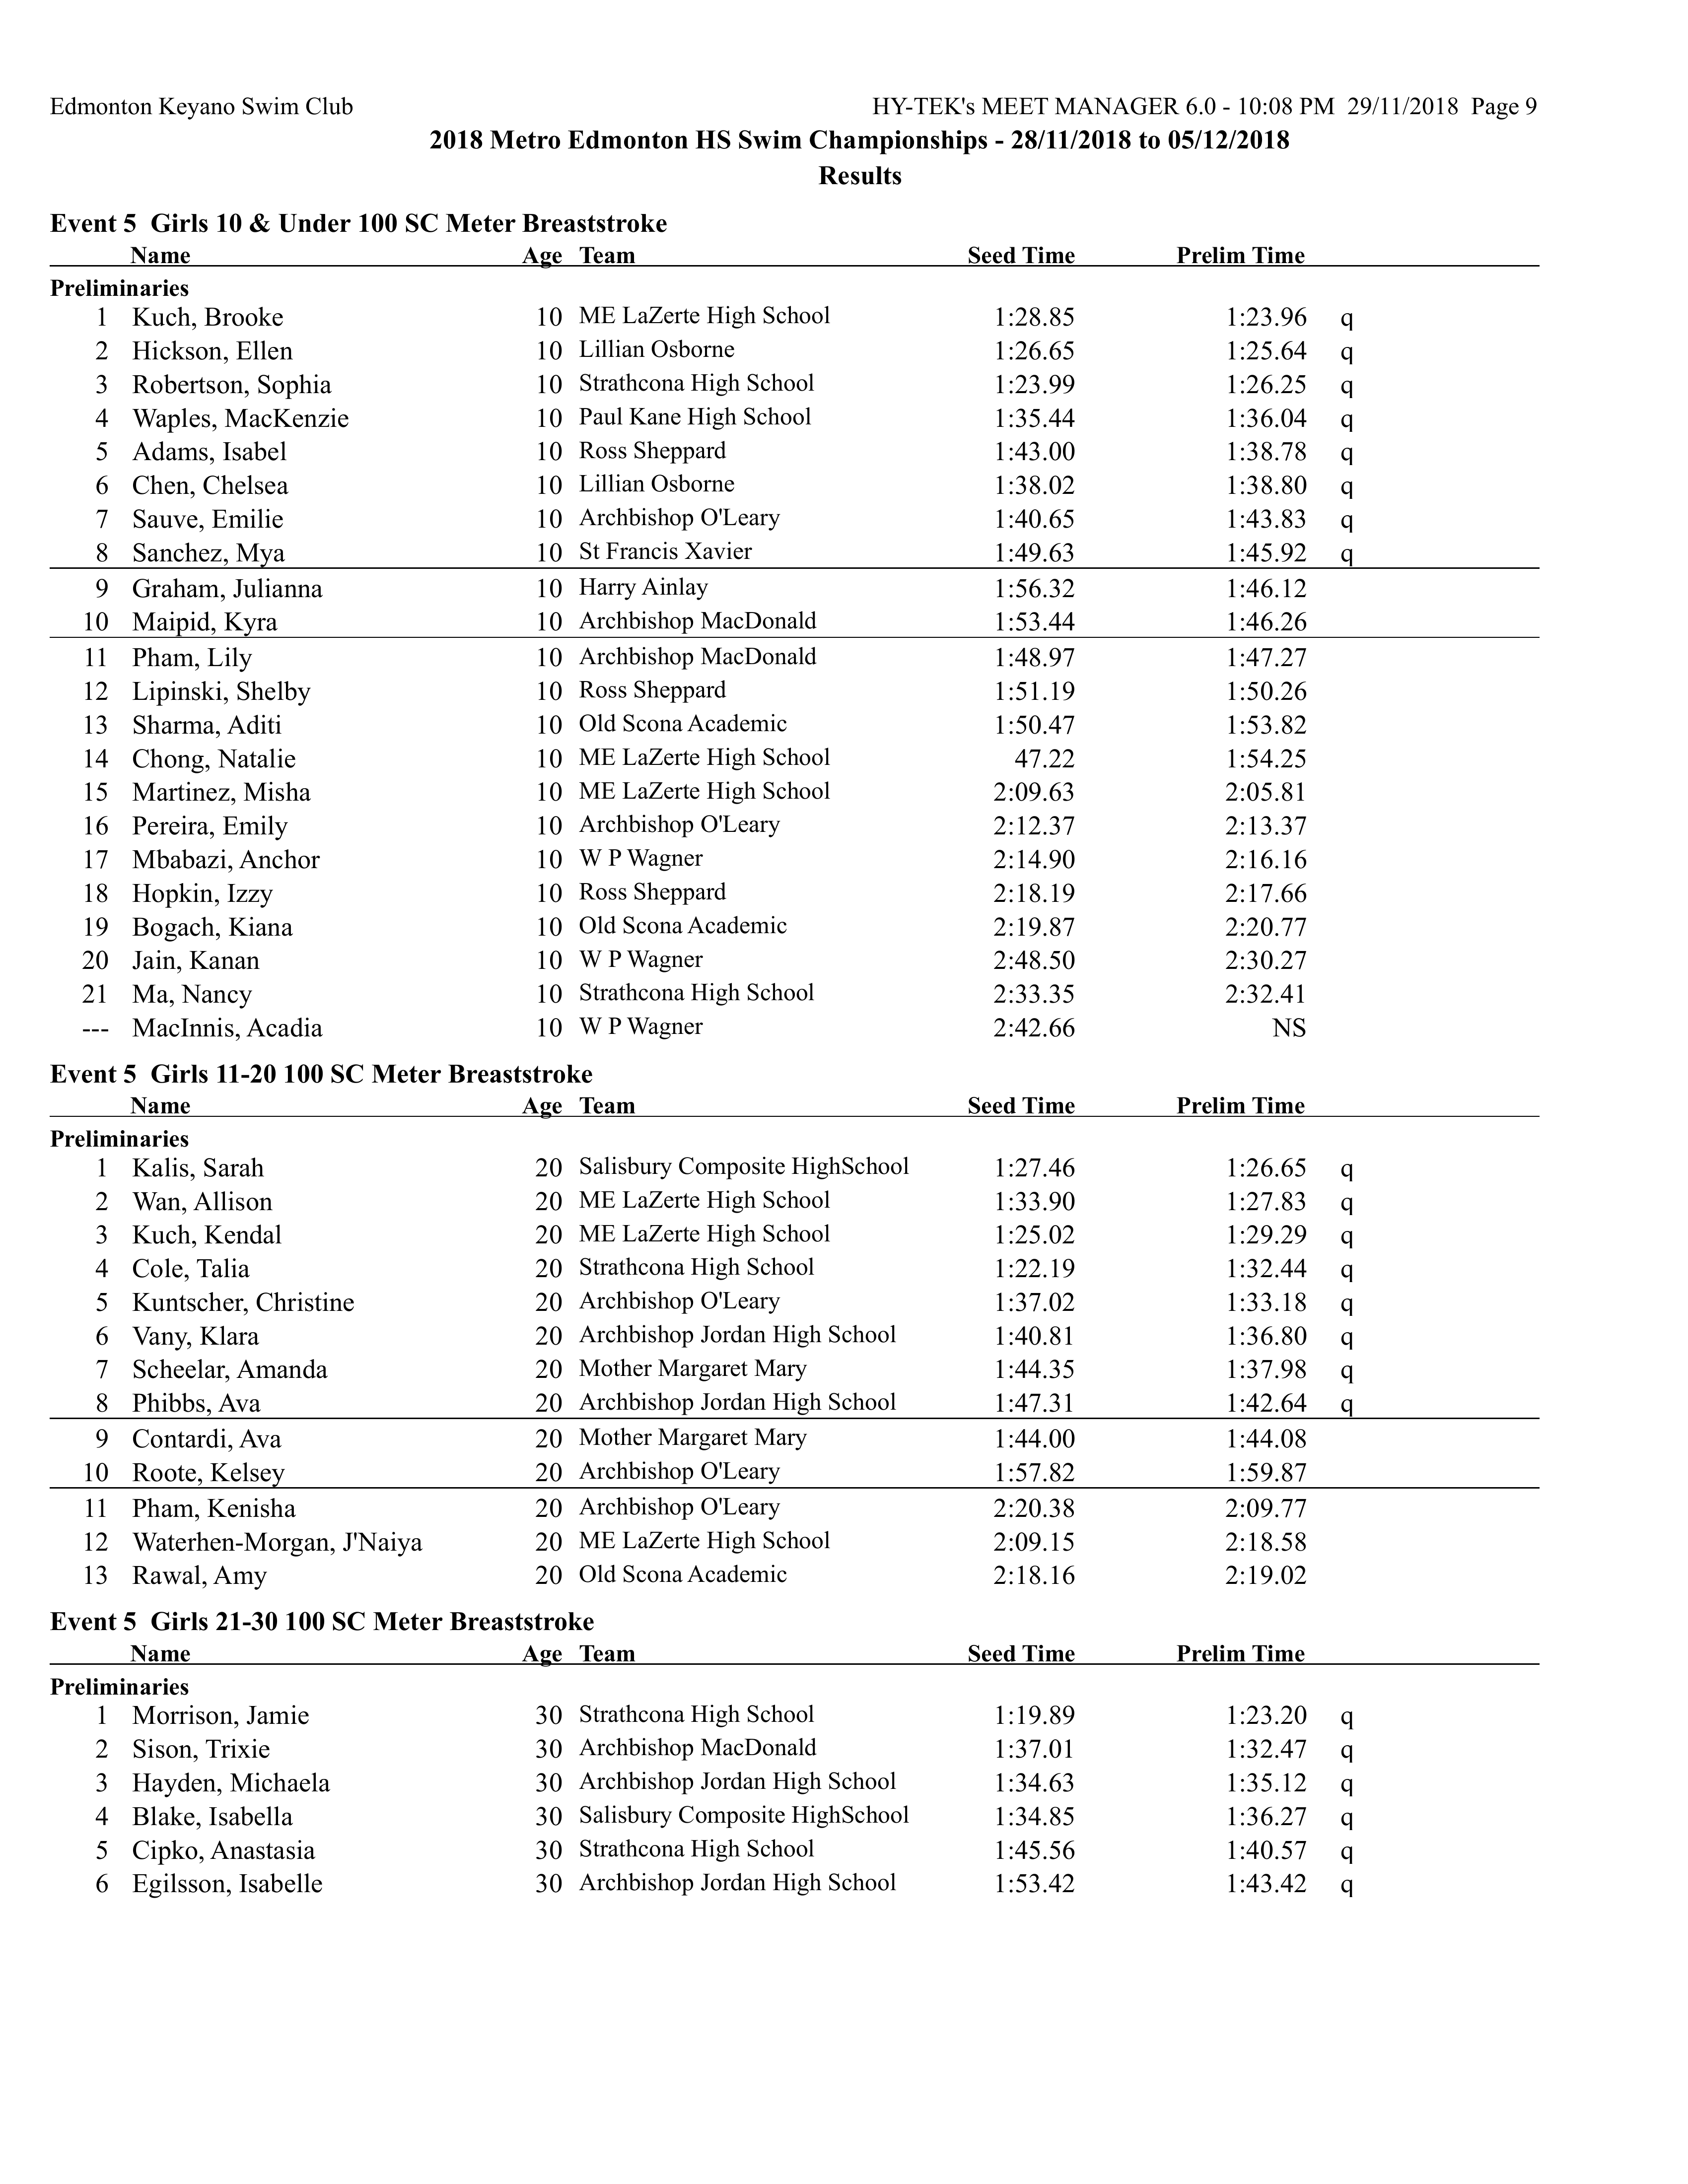 Edmonton Keyano Swim Club HY-TEK's MEET MANAGER 6.0 - 10:08 PM 29/11/2018 Page 9
2018 Metro Edmonton HS Swim Championships - 28/11/2018 to 05/12/2018
Results
Event 5 Girls 10 & Under 100 SC Meter Breaststroke
Name Age Team Seed Time Prelim Time
Preliminaries
1 Kuch, Brooke 10 ME LaZerte High School 1:28.85 1:23.96 q
2 Hickson, Ellen 10 Lillian Osborne 1:26.65 1:25.64 q
3 Robertson, Sophia 10 Strathcona High School 1:23.99 1:26.25 q
4 Waples, MacKenzie 10 Paul Kane High School 1:35.44 1:36.04 q
5 Adams, Isabel 10 Ross Sheppard 1:43.00 1:38.78 q
6 Chen, Chelsea 10 Lillian Osborne 1:38.02 1:38.80 q
7 Sauve, Emilie 10 Archbishop O'Leary 1:40.65 1:43.83 q
8 Sanchez, Mya 10 St Francis Xavier 1:49.63 1:45.92 q
9 Graham, Julianna 10 Harry Ainlay 1:56.32 1:46.12
10 Maipid, Kyra 10 Archbishop MacDonald 1:53.44 1:46.26
11 Pham, Lily 10 Archbishop MacDonald 1:48.97 1:47.27
12 Lipinski, Shelby 10 Ross Sheppard 1:51.19 1:50.26
13 Sharma, Aditi 10 Old Scona Academic 1:50.47 1:53.82
14 Chong, Natalie 10 ME LaZerte High School 47.22 1:54.25
15 Martinez, Misha 10 ME LaZerte High School 2:09.63 2:05.81
16 Pereira, Emily 10 Archbishop O'Leary 2:12.37 2:13.37
17 Mbabazi, Anchor 10 W P Wagner 2:14.90 2:16.16
18 Hopkin, Izzy 10 Ross Sheppard 2:18.19 2:17.66
19 Bogach, Kiana 10 Old Scona Academic 2:19.87 2:20.77
20 Jain, Kanan 10 W P Wagner 2:48.50 2:30.27
21 Ma, Nancy 10 Strathcona High School 2:33.35 2:32.41
--- MacInnis, Acadia 10 W P Wagner 2:42.66 NS
Event 5 Girls 11-20 100 SC Meter Breaststroke
Name Age Team Seed Time Prelim Time
Preliminaries
1 Kalis, Sarah 20 Salisbury Composite HighSchool 1:27.46 1:26.65 q
2 Wan, Allison 20 ME LaZerte High School 1:33.90 1:27.83 q
3 Kuch, Kendal 20 ME LaZerte High School 1:25.02 1:29.29 q
4 Cole, Talia 20 Strathcona High School 1:22.19 1:32.44 q
5 Kuntscher, Christine 20 Archbishop O'Leary 1:37.02 1:33.18 q
6 Vany, Klara 20 Archbishop Jordan High School 1:40.81 1:36.80 q
7 Scheelar, Amanda 20 Mother Margaret Mary 1:44.35 1:37.98 q
8 Phibbs, Ava 20 Archbishop Jordan High School 1:47.31 1:42.64 q
9 Contardi, Ava 20 Mother Margaret Mary 1:44.00 1:44.08
10 Roote, Kelsey 20 Archbishop O'Leary 1:57.82 1:59.87
11 Pham, Kenisha 20 Archbishop O'Leary 2:20.38 2:09.77
12 Waterhen-Morgan, J'Naiya 20 ME LaZerte High School 2:09.15 2:18.58
13 Rawal, Amy 20 Old Scona Academic 2:18.16 2:19.02
Event 5 Girls 21-30 100 SC Meter Breaststroke
Name Age Team Seed Time Prelim Time
Preliminaries
1 Morrison, Jamie 30 Strathcona High School 1:19.89 1:23.20 q
2 Sison, Trixie 30 Archbishop MacDonald 1:37.01 1:32.47 q
3 Hayden, Michaela 30 Archbishop Jordan High School 1:34.63 1:35.12 q
4 Blake, Isabella 30 Salisbury Composite HighSchool 1:34.85 1:36.27 q
5 Cipko, Anastasia 30 Strathcona High School 1:45.56 1:40.57 q
6 Egilsson, Isabelle 30 Archbishop Jordan High School 1:53.42 1:43.42 q